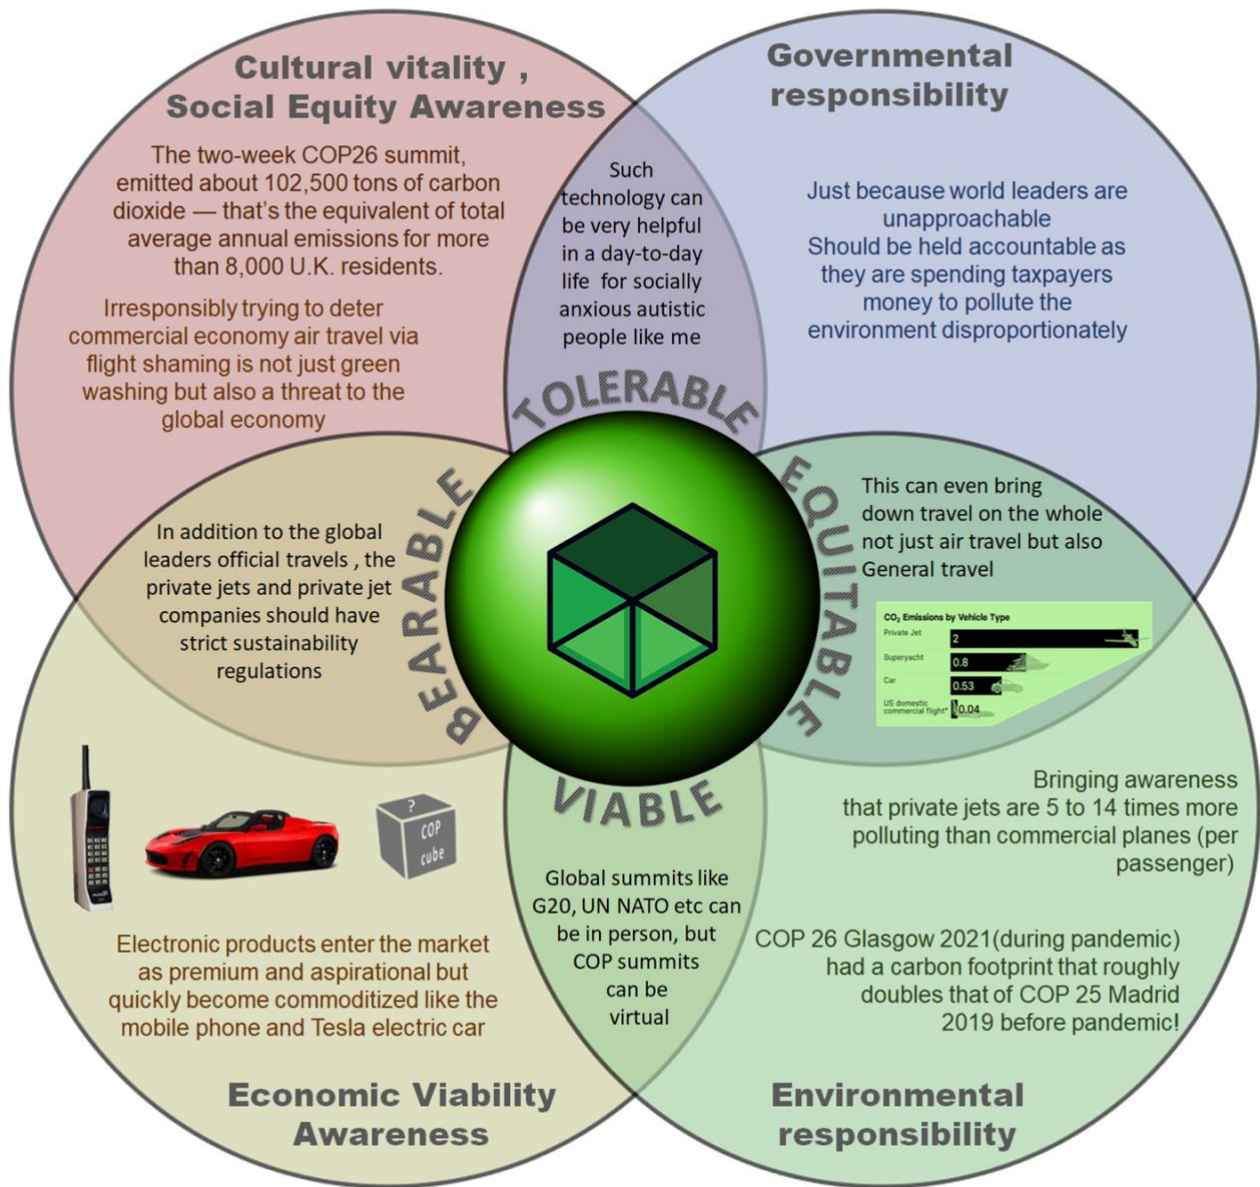 Cultural vitality ,
Social Equity Awareness
The two-week COP26 summit,
emitted about 102,500 tons of carbon
dioxide — that's the equivalent of total
average annual emissions for more
than 8,000 U.K. residents.
Irresponsibly trying to deter
commercial economy air travel via
flight shaming is not just green
washing but also a threat to the
global economy
Such
technology can
be very helpful
in a day-to-day
life for socially
anxious autistic
people like me
Governmental
responsibility
Just because world leaders are
unapproachable
Should be held accountable as
they are spending taxpayers
money to pollute the
environment disproportionately
TOLERABLE
BEARABLE
EQUITABLE
VIABLE
In addition to the global
leaders official travels , the
private jets and private jet
companies should have
strict sustainability
regulations
This can even bring
down travel on the whole
not just air travel but also
General travel
CO₂ Emissions by Vehicle Type
Private Jet
2
Superyacht
0.8
Car
0.53
US domestic
commercial flight*
0.04
?
COP
cube
Electronic products enter the market
as premium and aspirational but
quickly become commoditized like the
mobile phone and Tesla electric car
Economic Viability
Awareness
Global summits like
G20, UN NATO etc can
be in person, but
COP summits
can be
virtual
Bringing awareness
that private jets are 5 to 14 times more
polluting than commercial planes (per
passenger)
COP 26 Glasgow 2021(during pandemic)
had a carbon footprint that roughly
doubles that of COP 25 Madrid
2019 before pandemic!
Environmental
responsibility